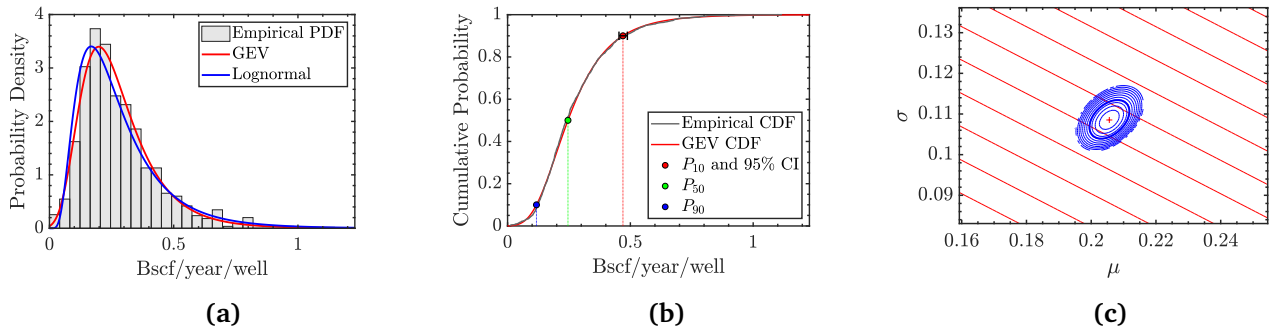 4
3
2
1
0
Probability Density
Empirical PDF
GEV
Lognormal
0
0.5
1
Bscf/year/well
(a)
1
0.8
0.6
0.4
0.2
0
Cumulative Probability
Empirical CDF
GEV CDF
P10 and 95% CI
P50
P90
0
0.5
1
Bscf/year/well
(b)
0.13
0.12
0.11
0.1
0.09
σ
0.16
0.18
0.2
0.22
0.24
μ
(c)